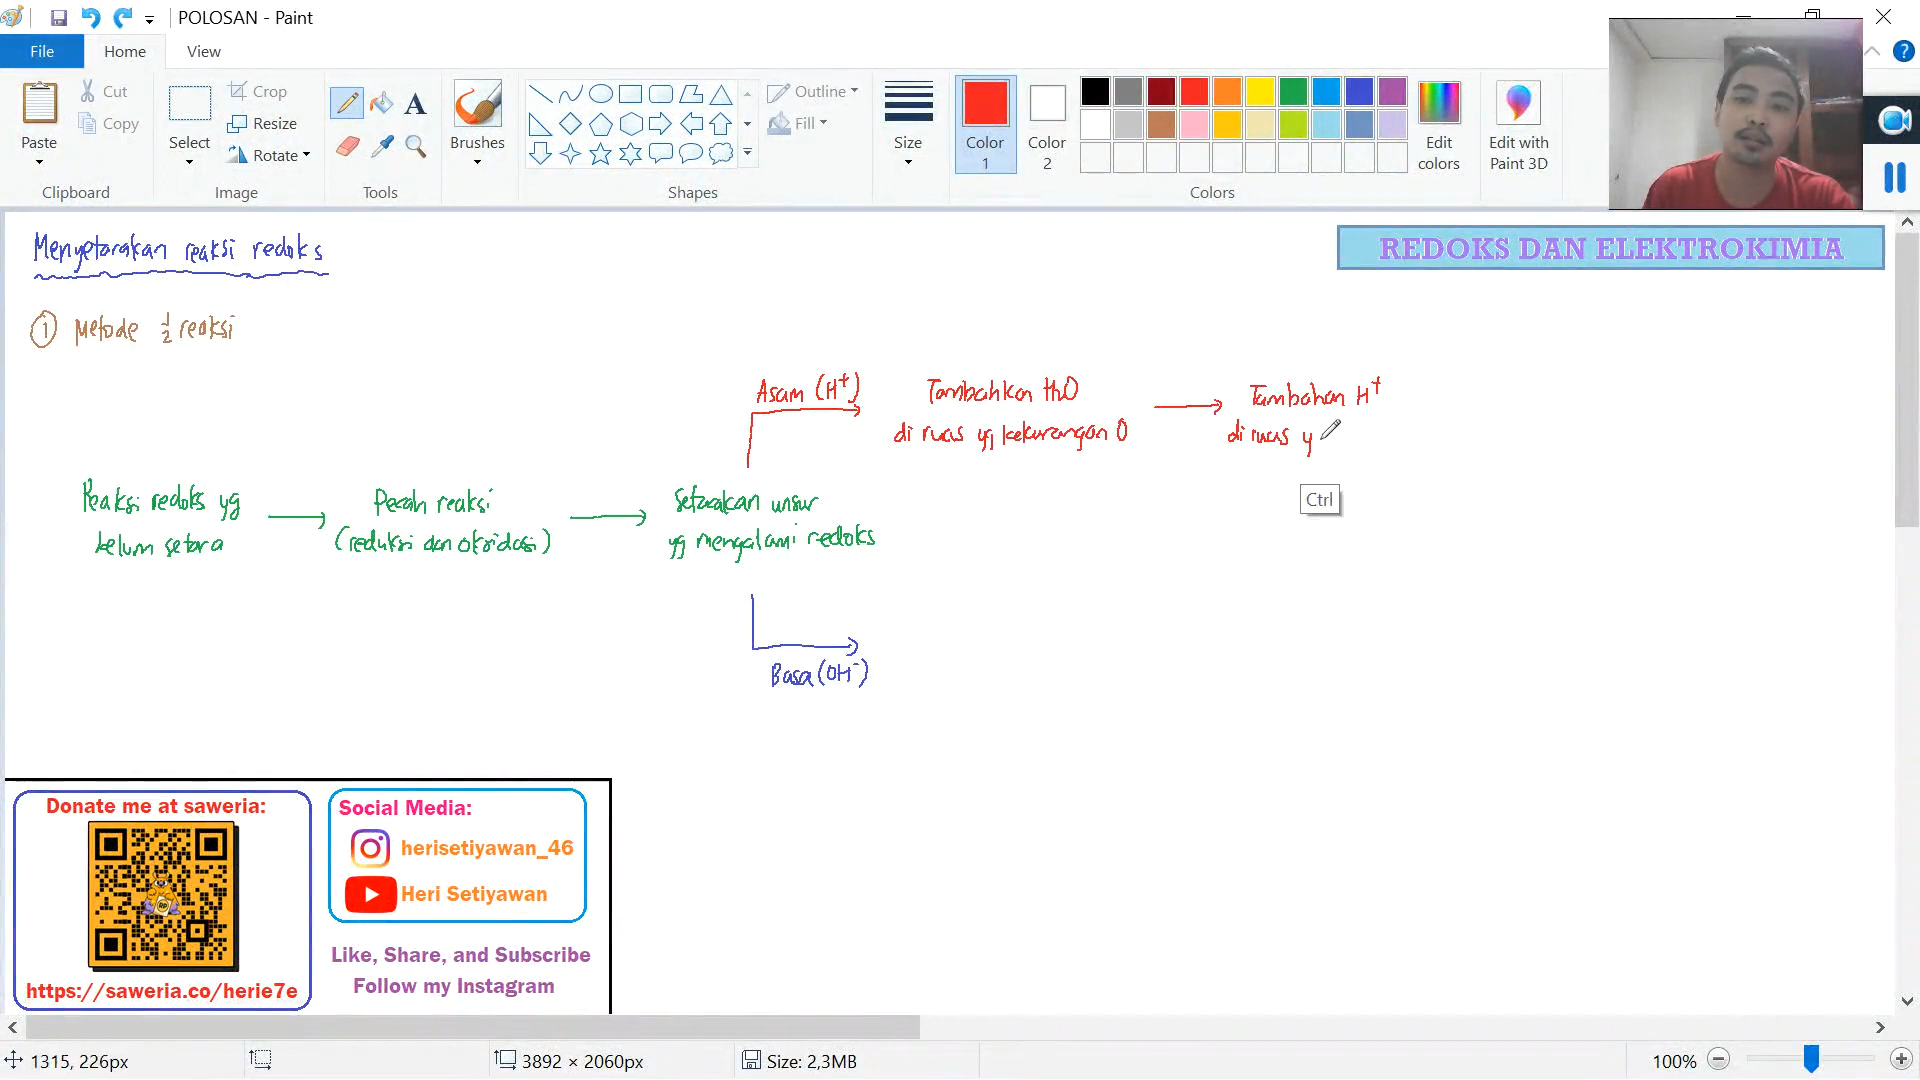 POLOSAN - Paint
File
Home
View
Paste
Cut
Copy
Clipboard
Select
Crop
Resize
Rotate
Image
Tools
Brushes
Shapes
Outline
Fill
Size
Color 1
Color 2
Colors
Edit colors
Edit with Paint 3D
Menyetarakan reaksi redoks
REDOKS DAN ELEKTROKIMIA
1 Metode ½ reaksi
Asam (H⁺)
Tambahkan H₂O
di ruas yg kekurangan O
Tambahan H⁺
di ruas y
Reaksi redoks yg
belum setara
Pecah reaksi
(reduksi dan oksidasi)
Setarakan unsur
yg mengalami redoks
Ctrl
Basa (OH⁻)
Donate me at saweria:
https://saweria.co/herie7e
Social Media:
herisetiyawan_46
Heri Setiyawan
Like, Share, and Subscribe
Follow my Instagram
1315, 226px
3892 × 2060px
Size: 2,3MB
100%